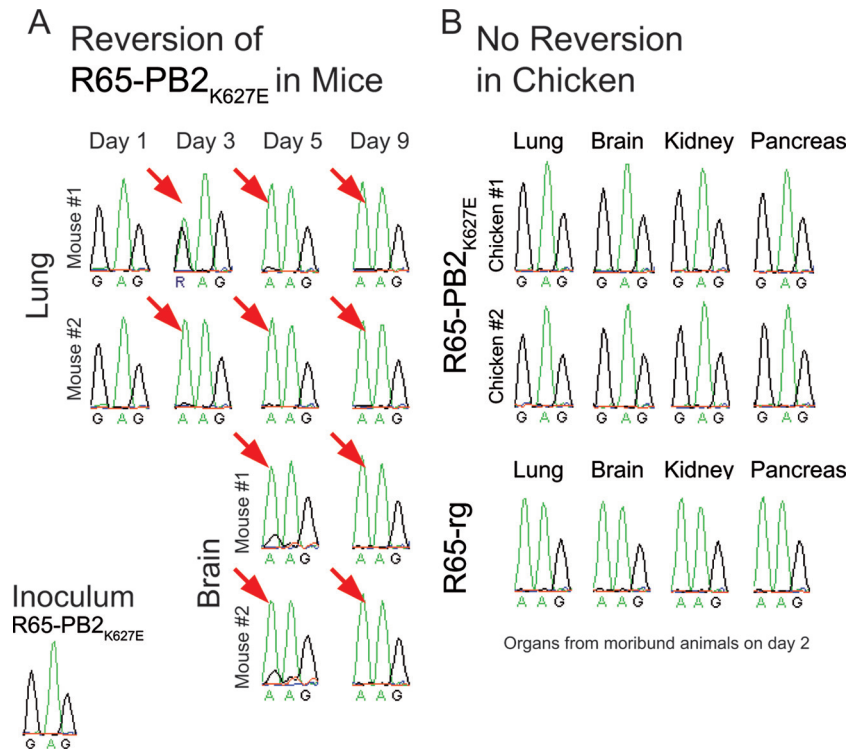 A
Reversion of
R65-PB2K627E in Mice
Day 1 Day 3 Day 5 Day 9
Lung
Mouse #1
G A G R A G A A G A A G
Mouse #2
G A G A A G A A G A A G
Brain
Mouse #1
A A G A A G
Mouse #2
A A G A A G
Inoculum
R65-PB2K627E
G A G
B
No Reversion
in Chicken
Lung Brain Kidney Pancreas
R65-PB2K627E
Chicken #1
G A G G A G G A G G A G
Chicken #2
G A G G A G G A G G A G
Lung Brain Kidney Pancreas
R65-rg
A A G A A G A A G A A G
Organs from moribund animals on day 2